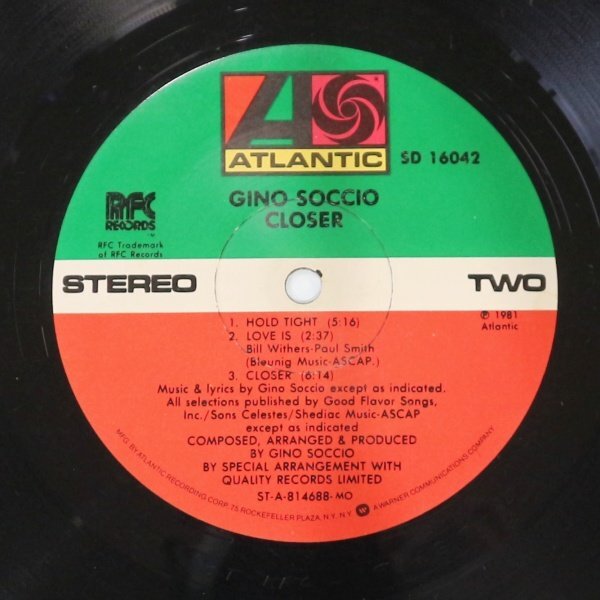 ATLANTIC
SD 16042
GINO SOCCIO
CLOSER
RFC
RECORDS
RFC Trademark
of RFC Records
STEREO
TWO
℗ 1981
Atlantic
1. HOLD TIGHT (5:16)
2. LOVE IS (2:37)
Bill Withers-Paul Smith
(Bleunig Music-ASCAP.)
3. CLOSER (6:14)
Music & lyrics by Gino Soccio except as indicated.
All selections published by Good Flavor Songs,
Inc./Sons Celestes/Shediac Music-ASCAP
except as indicated
COMPOSED, ARRANGED & PRODUCED
BY GINO SOCCIO
BY SPECIAL ARRANGEMENT WITH
QUALITY RECORDS LIMITED
ST-A-814688-MO
MFG. BY ATLANTIC RECORDING CORP. 75 ROCKEFELLER PLAZA, N.Y. N.Y. A WARNER COMMUNICATIONS COMPANY